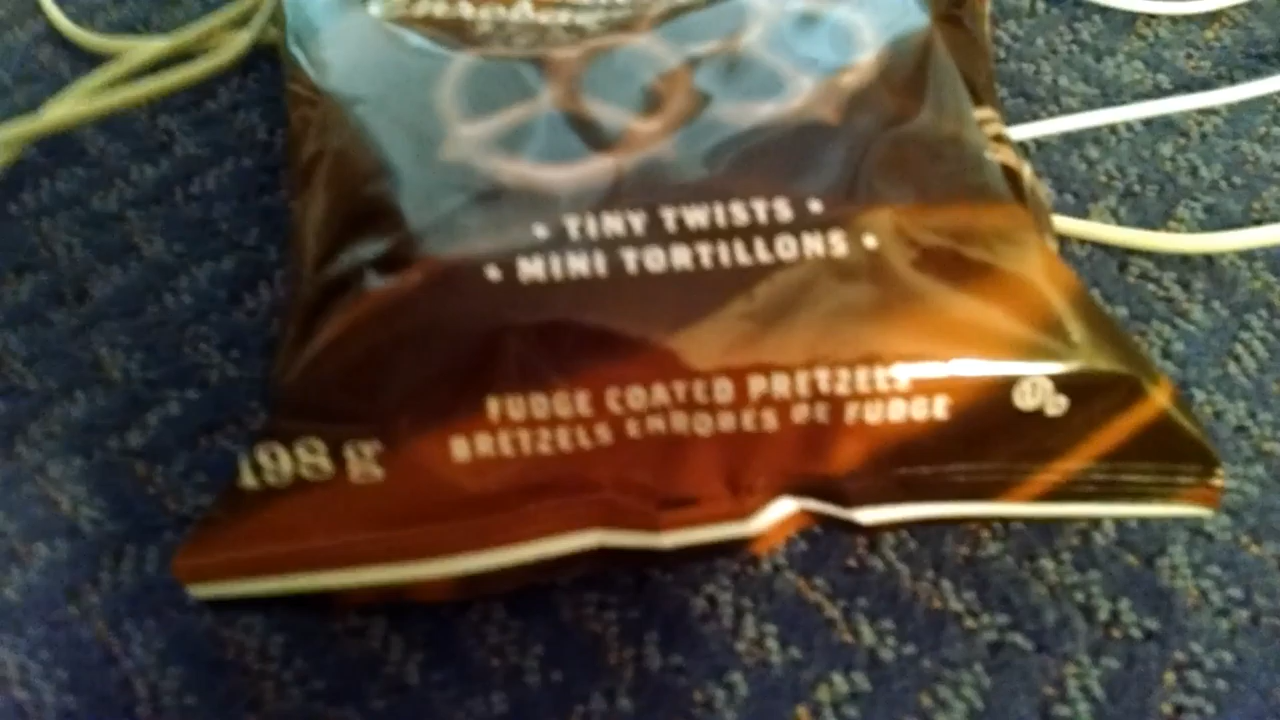 • TINY TWISTS •
• MINI TORTILLONS •
FUDGE COATED PRETZELS
BRETZELS ENROBÉS DE FUDGE
198 g